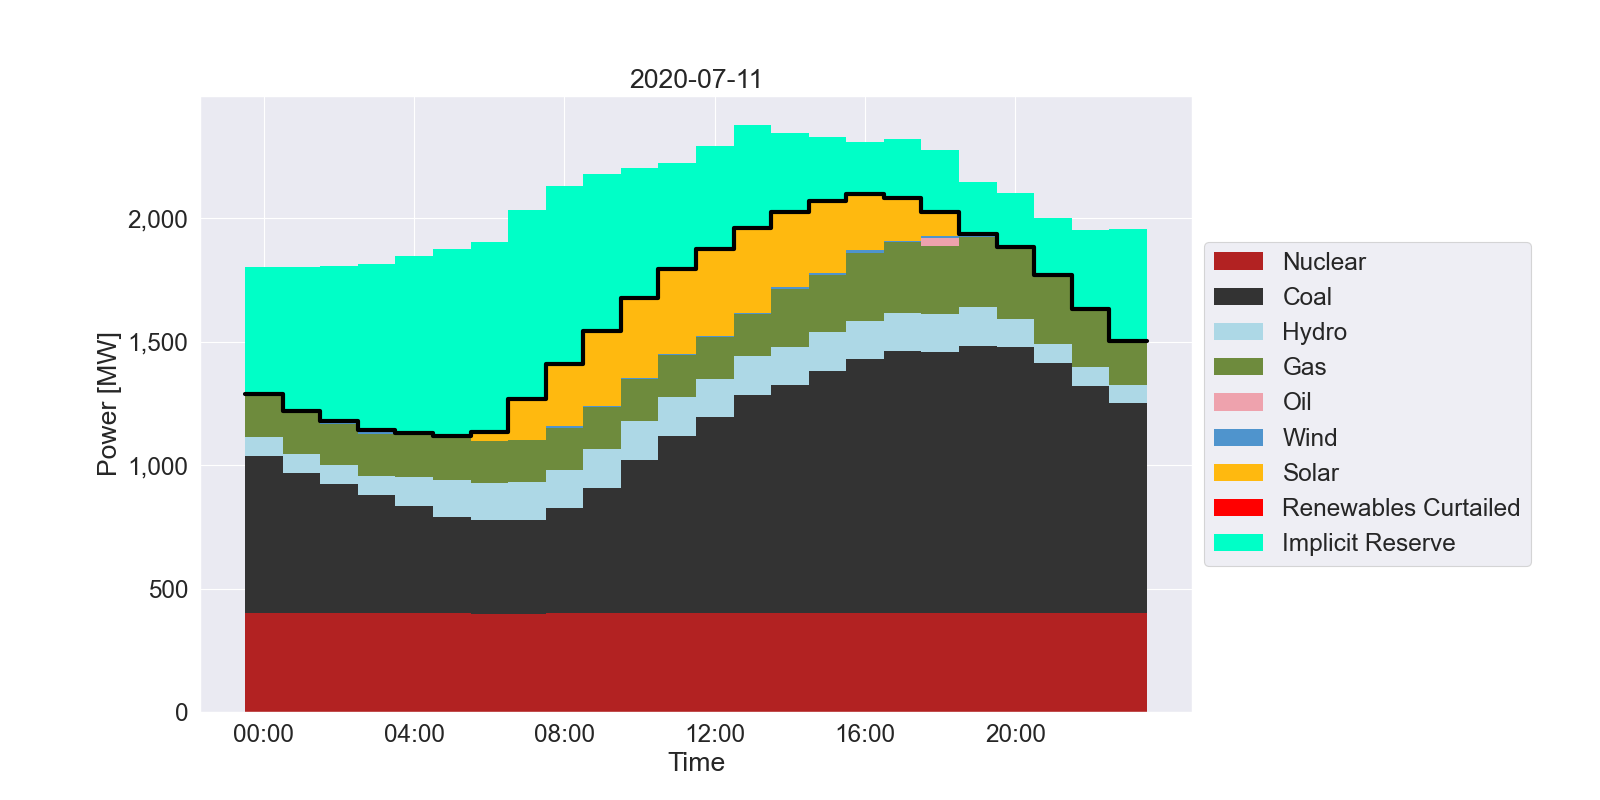 2020-07-11
Power [MW]
2,000
1,500
1,000
500
0
00:00 04:00 08:00 12:00 16:00 20:00
Time
Nuclear
Coal
Hydro
Gas
Oil
Wind
Solar
Renewables Curtailed
Implicit Reserve